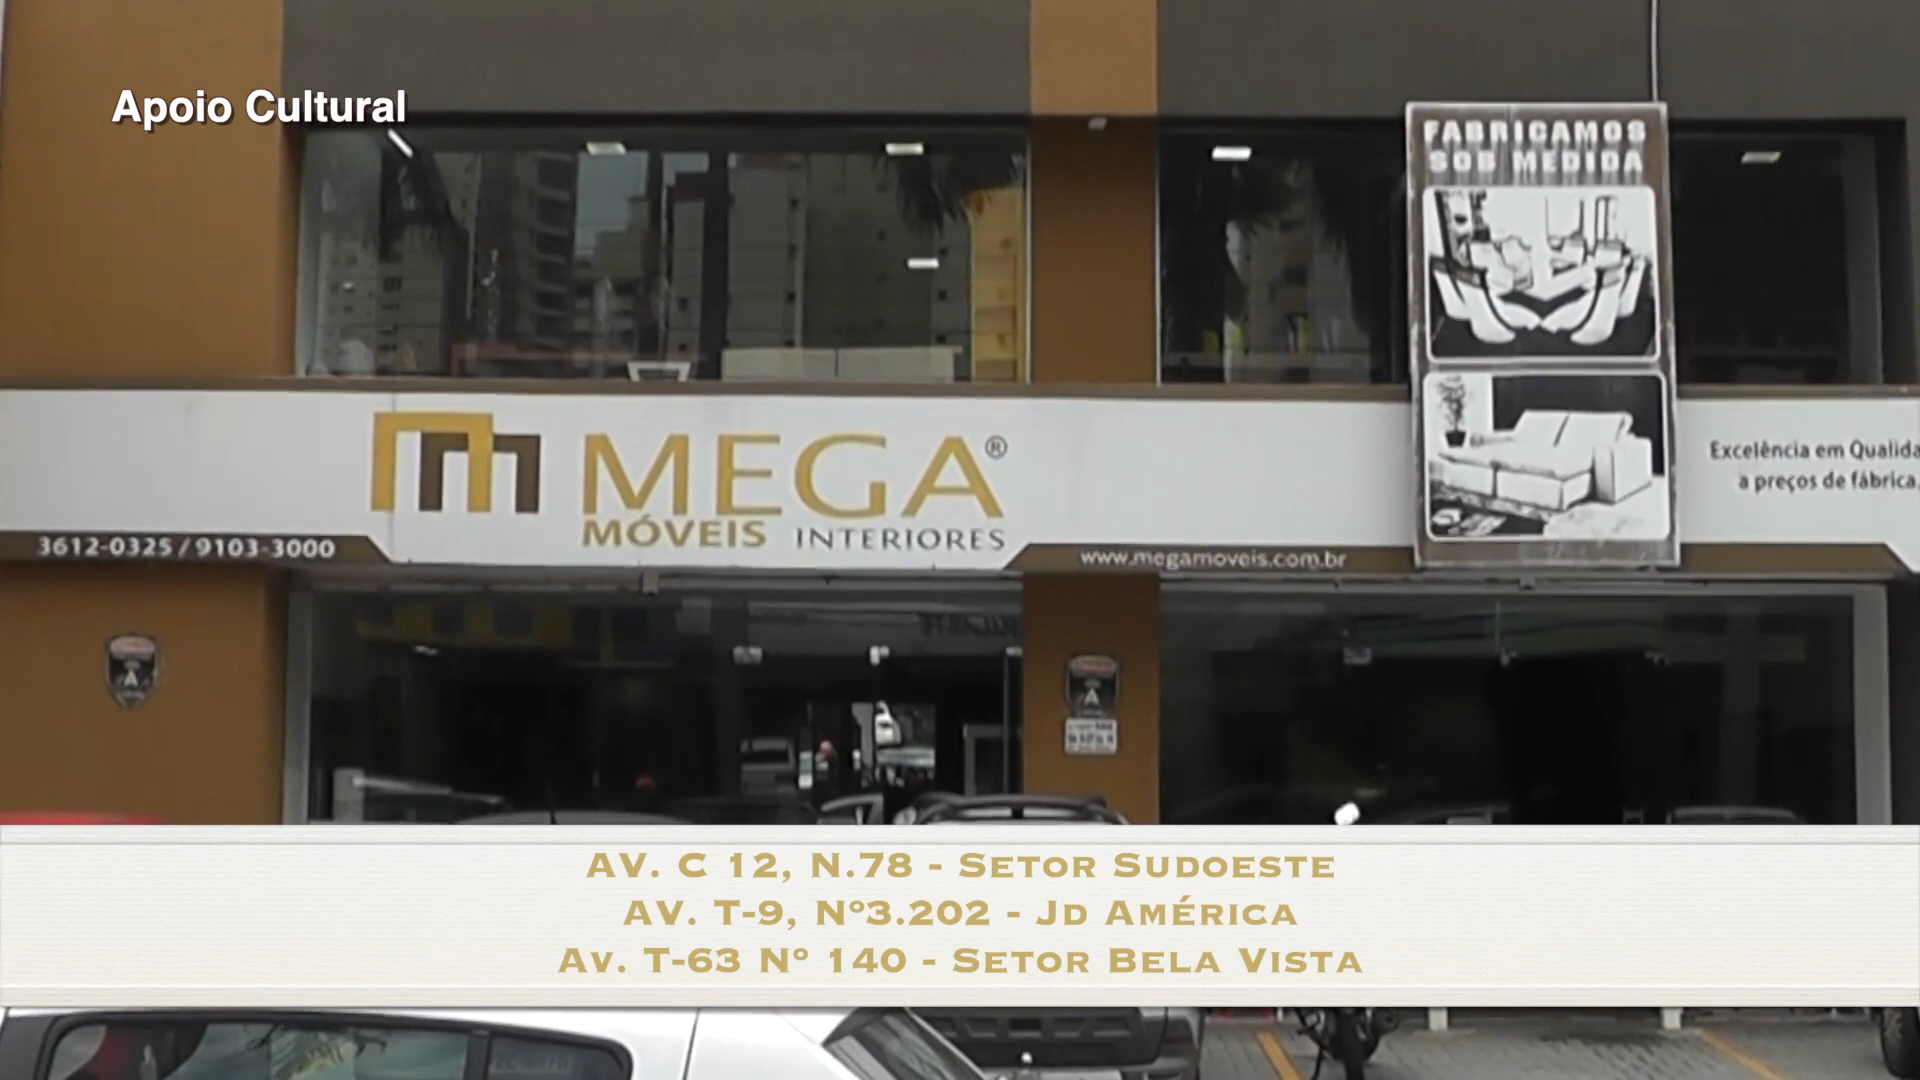 Apoio Cultural
FABRICAMOS
SOB MEDIDA
MEGA®
MÓVEIS INTERIORES
Excelência em Qualida
a preços de fábrica.
3612-0325 / 9103-3000
www.megamoveis.com.br
AV. C 12, N.78 - Setor Sudoeste
AV. T-9, Nº3.202 - Jd América
Av. T-63 Nº 140 - Setor Bela Vista